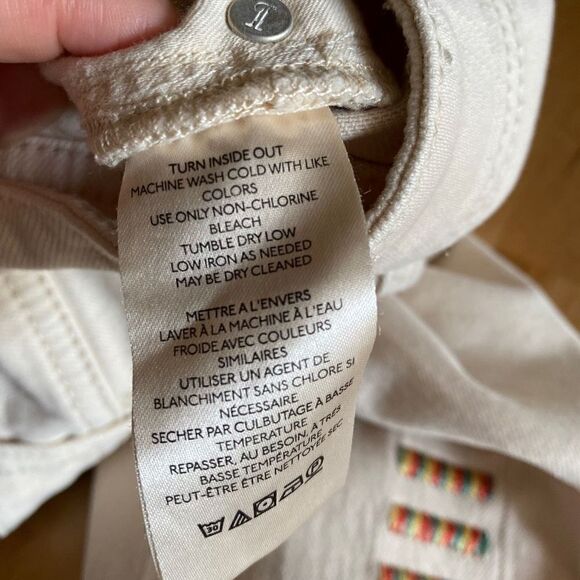 TURN INSIDE OUT
MACHINE WASH COLD WITH LIKE
COLORS
USE ONLY NON-CHLORINE
BLEACH
TUMBLE DRY LOW
LOW IRON AS NEEDED
MAY BE DRY CLEANED
METTRE A L'ENVERS
LAVER À LA MACHINE À L'EAU
FROIDE AVEC COULEURS
SIMILAIRES
UTILISER UN AGENT DE
BLANCHIMENT SANS CHLORE SI
NÉCESSAIRE
SECHER PAR CULBUTAGE À BASSE
TEMPERATURE
REPASSER, AU BESOIN, À TRÈS
BASSE TEMPÉRATURE
PEUT-ÊTRE ÊTRE NETTOYÉE SEC
30